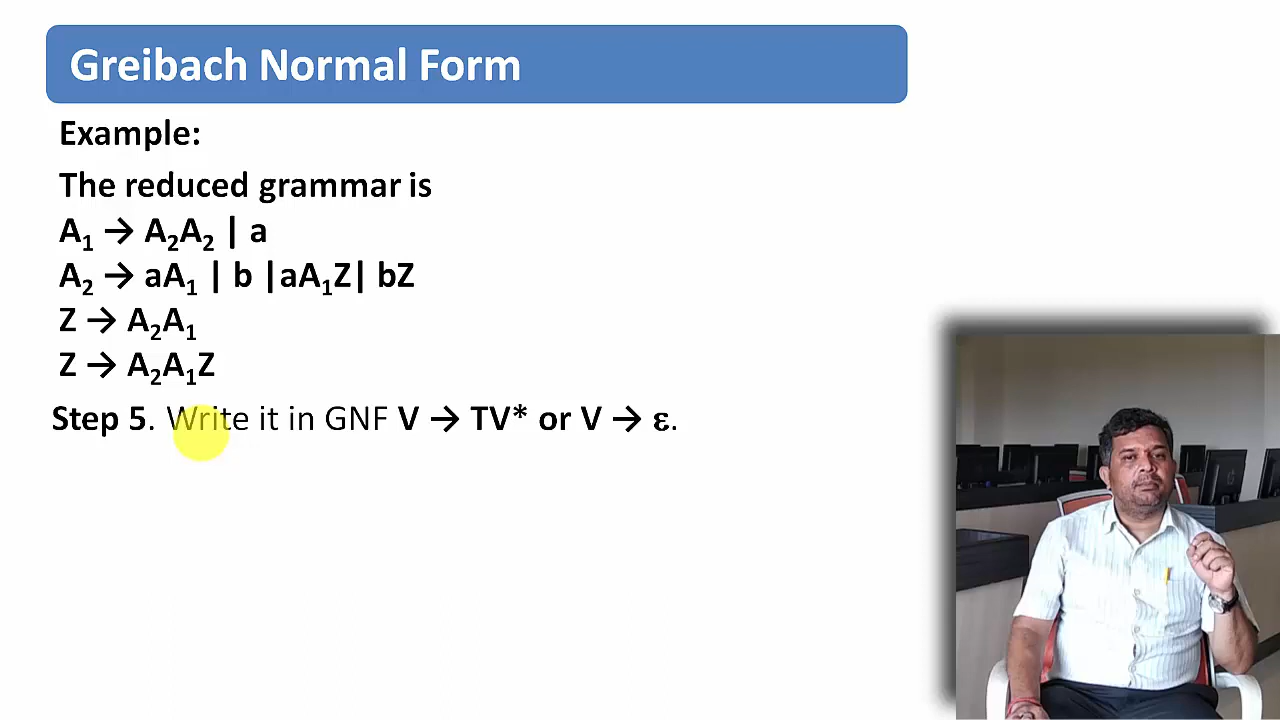 Greibach Normal Form
Example:
The reduced grammar is
A₁ → A₂A₂ | a
A₂ → aA₁ | b |aA₁Z| bZ
Z → A₂A₁
Z → A₂A₁Z
Step 5. Write it in GNF V → TV* or V → ε.